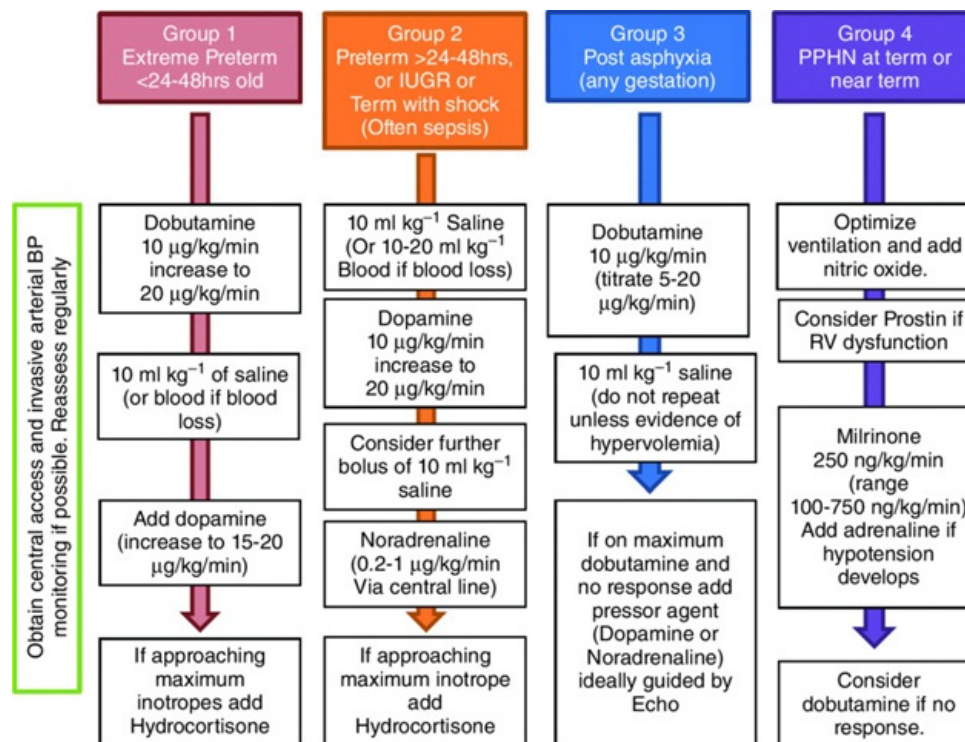 Group 1
Extreme Preterm
<24-48hrs old
Group 2
Preterm >24-48hrs,
or IUGR or
Term with shock
(Often sepsis)
Group 3
Post asphyxia
(any gestation)
Group 4
PPHN at term or
near term
Obtain central access and invasive arterial BP
monitoring if possible. Reassess regularly
Dobutamine
10 µg/kg/min
increase to
20 µg/kg/min
10 ml kg⁻¹ of saline
(or blood if blood
loss)
Add dopamine
(increase to 15-20
µg/kg/min)
If approaching
maximum
inotropes add
Hydrocortisone
10 ml kg⁻¹ Saline
(Or 10-20 ml kg⁻¹
Blood if blood loss)
Dopamine
10 µg/kg/min
increase to
20 µg/kg/min
Consider further
bolus of 10 ml kg⁻¹
saline
Noradrenaline
(0.2-1 µg/kg/min
Via central line)
If approaching
maximum inotrope
add
Hydrocortisone
Dobutamine
10 µg/kg/min
(titrate 5-20
µg/kg/min)
10 ml kg⁻¹ saline
(do not repeat
unless evidence of
hypervolemia)
If on maximum
dobutamine and
no response add
pressor agent
(Dopamine or
Noradrenaline)
ideally guided by
Echo
Optimize
ventilation and add
nitric oxide.
Consider Prostin if
RV dysfunction
Milrinone
250 ng/kg/min
(range
100-750 ng/kg/min)
Add adrenaline if
hypotension
develops
Consider
dobutamine if no
response.